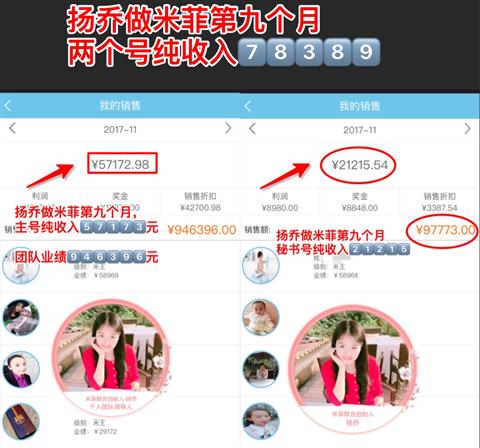 扬乔做米菲第九个月
两个号纯收入78389
我的销售
2017-11
¥57172.98
利润
奖金
销售折扣
¥42700.98
扬乔做米菲第九个月，
主号纯收入57173元
¥946396.00
团队业绩946396元
级别：米王
业绩：￥58968
米菲联合创始人-扬乔
千人团队领导人
级别：米王
业绩：￥29172
我的销售
2017-11
¥21215.54
利润
奖金
销售折扣
¥8980.00
¥8848.00
¥3387.54
销售额:
¥97773.00
扬乔做米菲第九个月
秘书号纯收入21215
级别：米王
业绩：￥58968
米菲联合创始人
扬乔